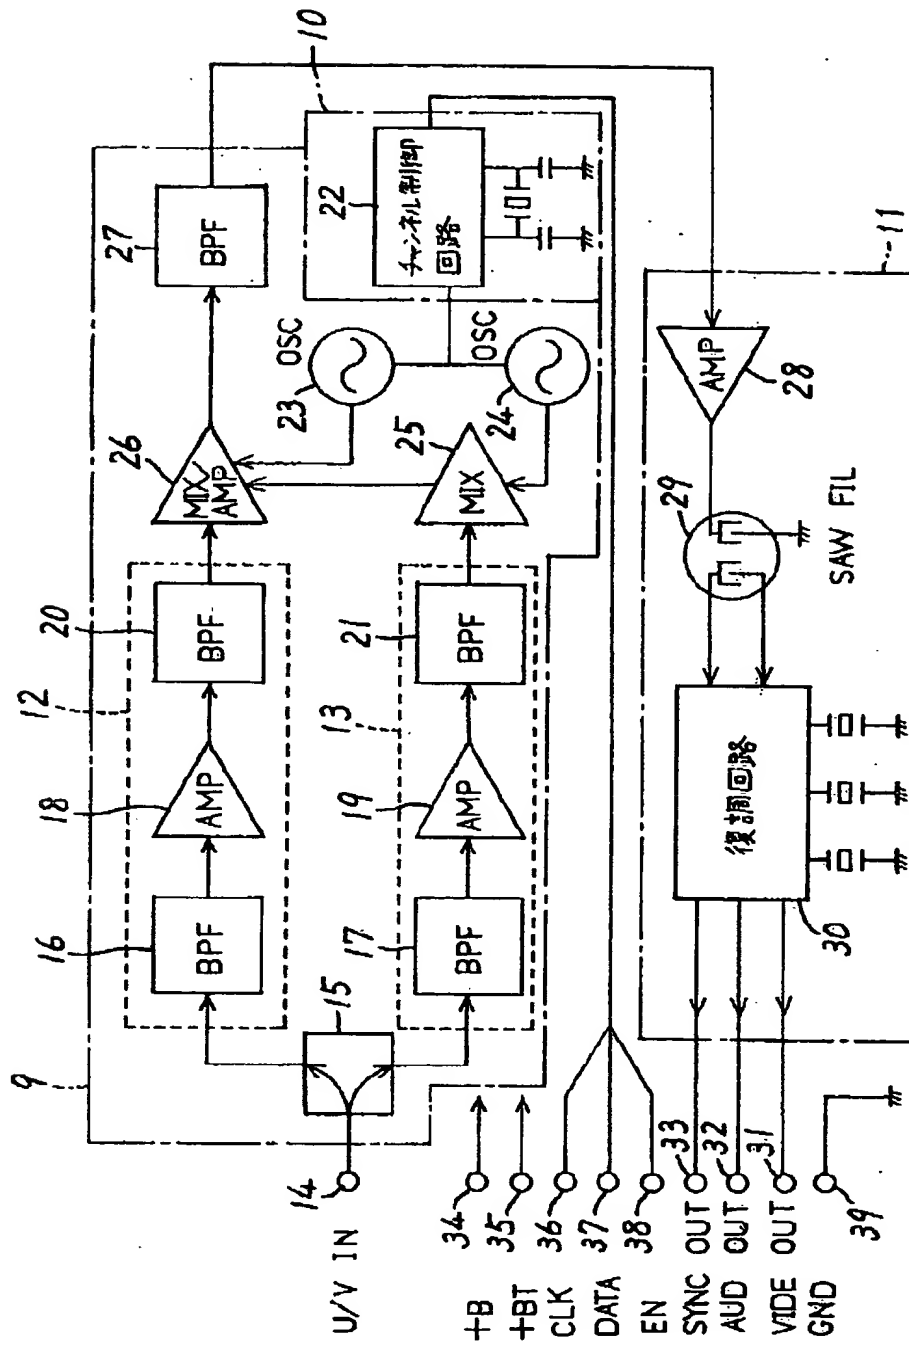 9
12
20
27
10
16
BPF
18
AMP
BPF
26
MIX/
AMP
BPF
22
チャンネル制御
回路
15
14
U/V IN
23
OSC
OSC
24
17
BPF
13
19
AMP
21
BPF
25
MIX
34
+B
35
+BT
36
CLK
37
DATA
38
EN
33
SYNC OUT
32
AUD OUT
31
VIDE OUT
39
GND
30
復調回路
29
SAW FIL
AMP
28
11